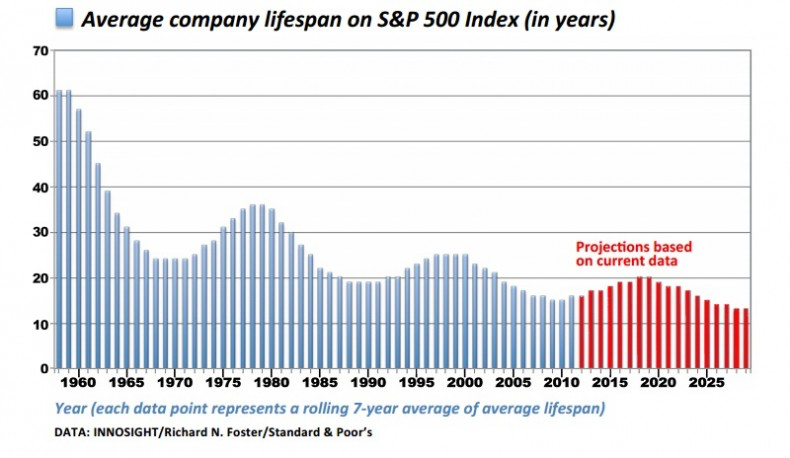 Average company lifespan on S&P 500 Index (in years)
70
60
50
40
30
20
10
0
Projections based
on current data
1960 1965 1970 1975 1980 1985 1990 1995 2000 2005 2010 2015 2020 2025
Year (each data point represents a rolling 7-year average of average lifespan)
DATA: INNOSIGHT/Richard N. Foster/Standard & Poor's